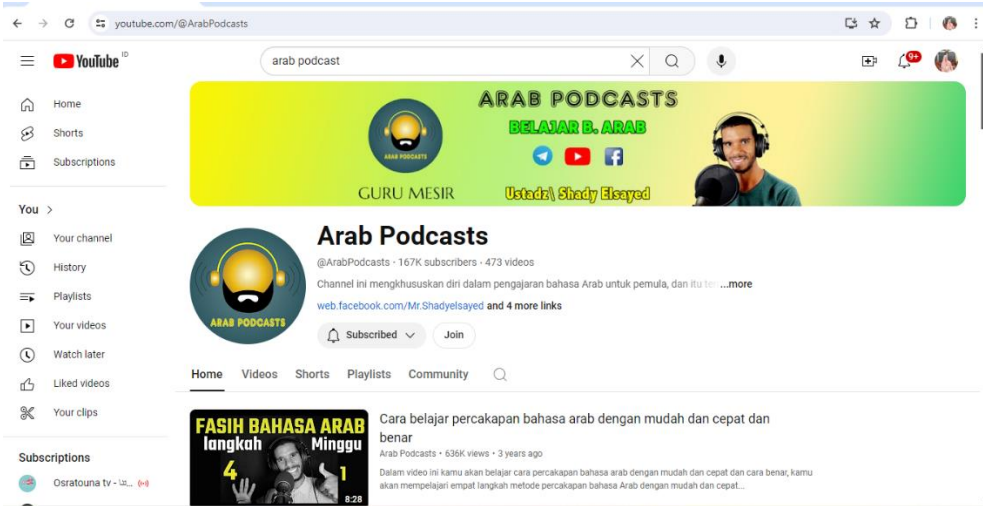 youtube.com/@ArabPodcasts
YouTube ID
arab podcast
9+
Home
Shorts
Subscriptions
You >
Your channel
History
Playlists
Your videos
Watch later
Liked videos
Your clips
Subscriptions
Osratouna tv -
ARAB PODCASTS
BELAJAR B. ARAB
ARAB PODCASTS
GURU MESIR
Ustadz\ Shady Elsayed
ARAB PODCASTS
Arab Podcasts
@ArabPodcasts · 167K subscribers · 473 videos
Channel ini mengkhususkan diri dalam pengajaran bahasa Arab untuk pemula, dan itu ...more
web.facebook.com/Mr.Shadyelsayed and 4 more links
Subscribed
Join
Home Videos Shorts Playlists Community
FASIH BAHASA ARAB
langkah Minggu
4 1
8:28
Cara belajar percakapan bahasa arab dengan mudah dan cepat dan
benar
Arab Podcasts • 636K views • 3 years ago
Dalam video ini kamu akan belajar cara percakapan bahasa arab dengan mudah dan cepat dan cara benar, kamu
akan mempelajari empat langkah metode percakapan bahasa Arab dengan mudah dan cepat...